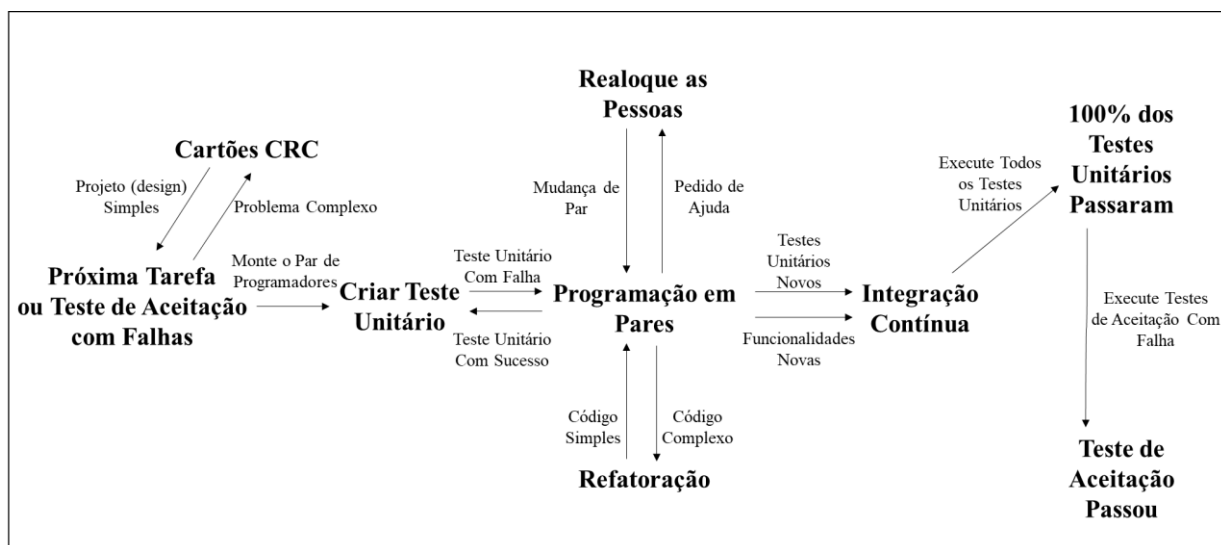 Realoque as
Pessoas
100% dos
Testes
Unitários
Passaram
Cartões CRC
Execute Todos
os Testes
Unitários
Projeto (design)
Simples
Problema Complexo
Mudança de
Par
Pedido de
Ajuda
Próxima Tarefa
ou Teste de Aceitação
com Falhas
Monte o Par de
Programadores
Criar Teste
Unitário
Teste Unitário
Com Falha
Teste Unitário
Com Sucesso
Programação em
Pares
Testes
Unitários
Novos
Funcionalidades
Novas
Integração
Contínua
Execute Testes
de Aceitação Com
Falha
Código
Simples
Código
Complexo
Refatoração
Teste de
Aceitação
Passou